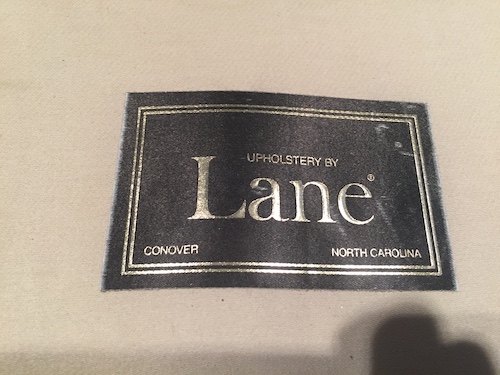 UPHOLSTERY BY
Lane®
CONOVER NORTH CAROLINA